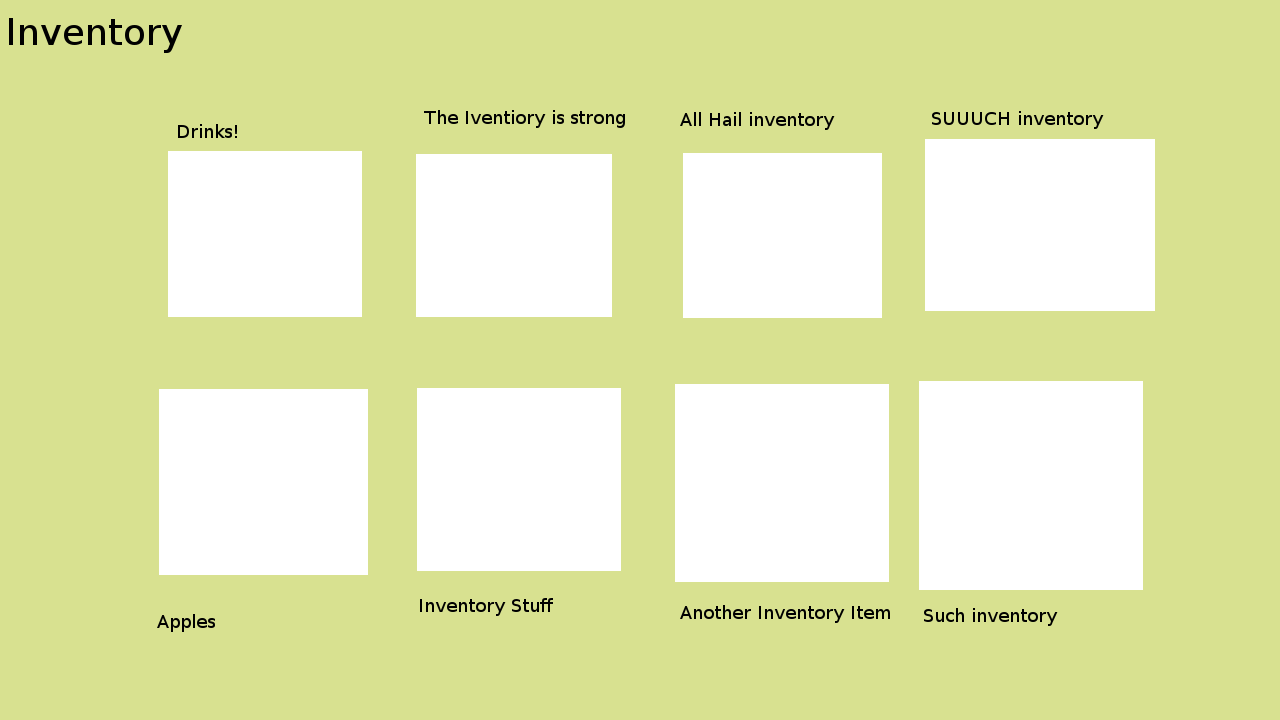 Inventory
Drinks!
The Iventiory is strong
All Hail inventory
SUUUCH inventory
Apples
Inventory Stuff
Another Inventory Item
Such inventory